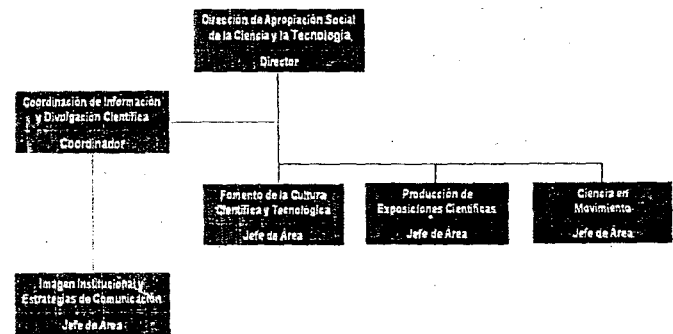 Dirección de Apropiación Social
de la Ciencia y la Tecnología
Director
Coordinación de Información
y Divulgación Científica
Coordinador
Fomento de la Cultura
Científica y Tecnológica
Jefe de Área
Producción de
Exposiciones Científicas
Jefe de Área
Ciencia en
Movimiento
Jefe de Área
Imagen Institucional y
Estrategias de Comunicación
Jefe de Área